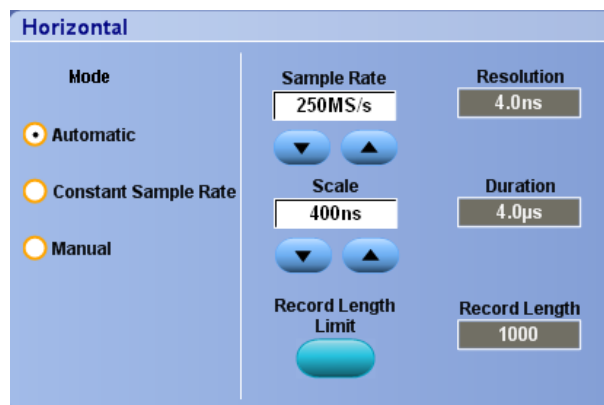 Horizontal
Mode
Automatic
Constant Sample Rate
Manual
Sample Rate
250MS/s
Scale
400ns
Record Length
Limit
Resolution
4.0ns
Duration
4.0µs
Record Length
1000